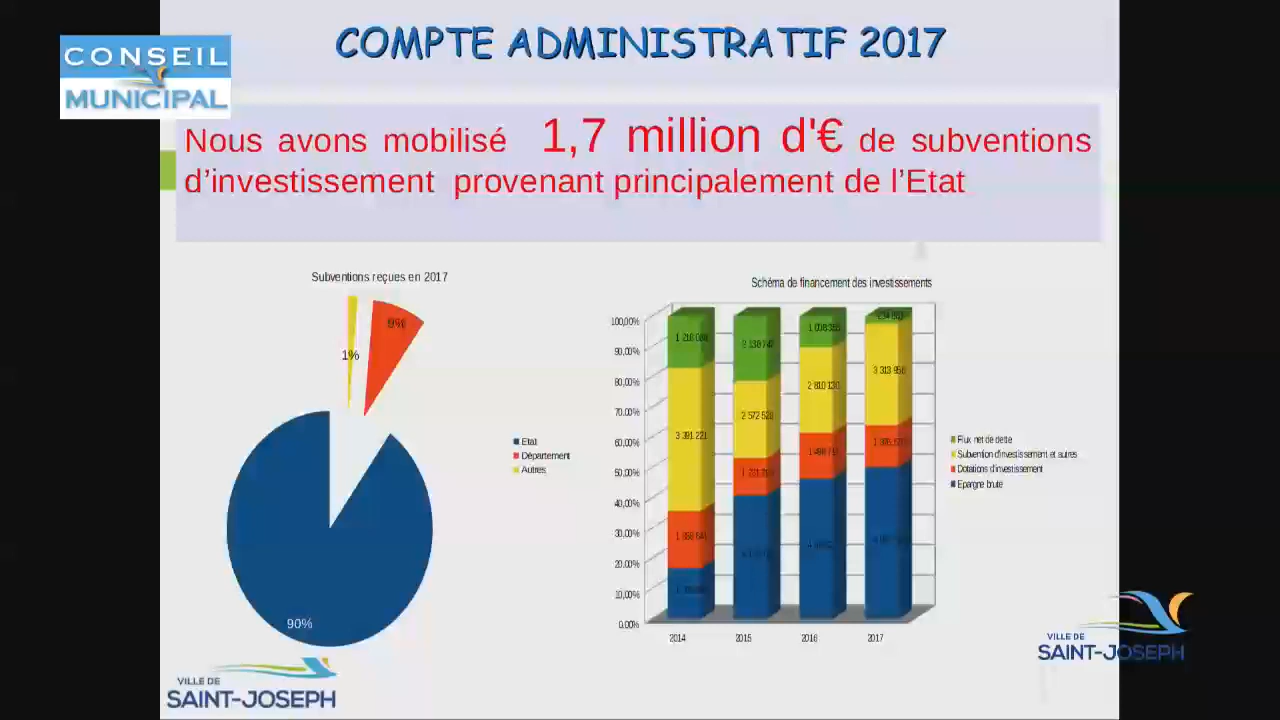 COMPTE ADMINISTRATIF 2017
CONSEIL
MUNICIPAL
Nous avons mobilisé 1,7 million d'€ de subventions
d’investissement provenant principalement de l’Etat
Subventions reçues en 2017
9%
1%
90%
Etat
Département
Autres
Schéma de financement des investissements
100,00%
90,00%
80,00%
70,00%
60,00%
50,00%
40,00%
30,00%
20,00%
10,00%
0,00%
3 391 221
2 572 520
2 810 130
3 313 956
2014
2015
2016
2017
Flux net de dette
Subvention d'investissement et autres
Dotations d'investissement
Epargne brute
VILLE DE
SAINT-JOSEPH
VILLE DE
SAINT-JOSEPH